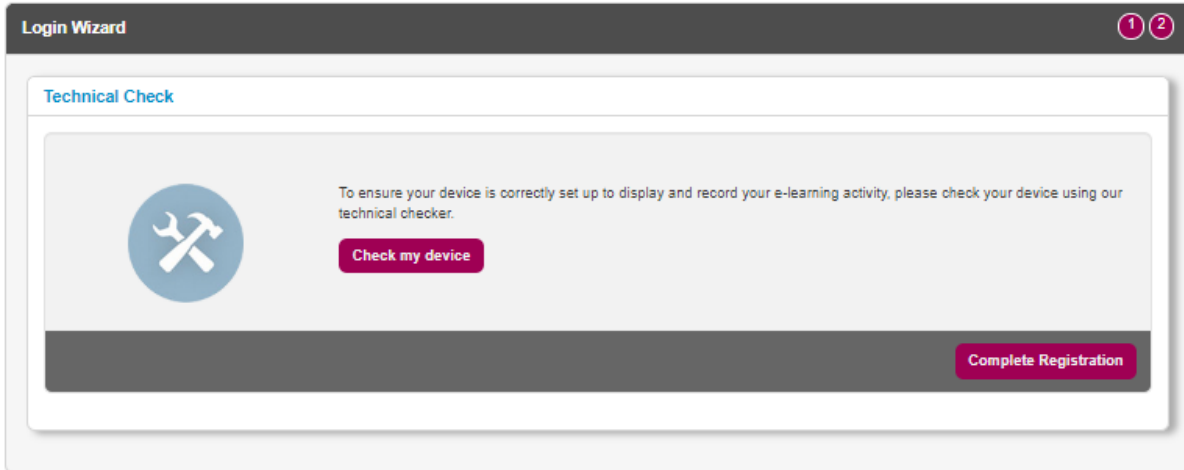 Login Wizard
1 2
Technical Check
To ensure your device is correctly set up to display and record your e-learning activity, please check your device using our
technical checker.
Check my device
Complete Registration